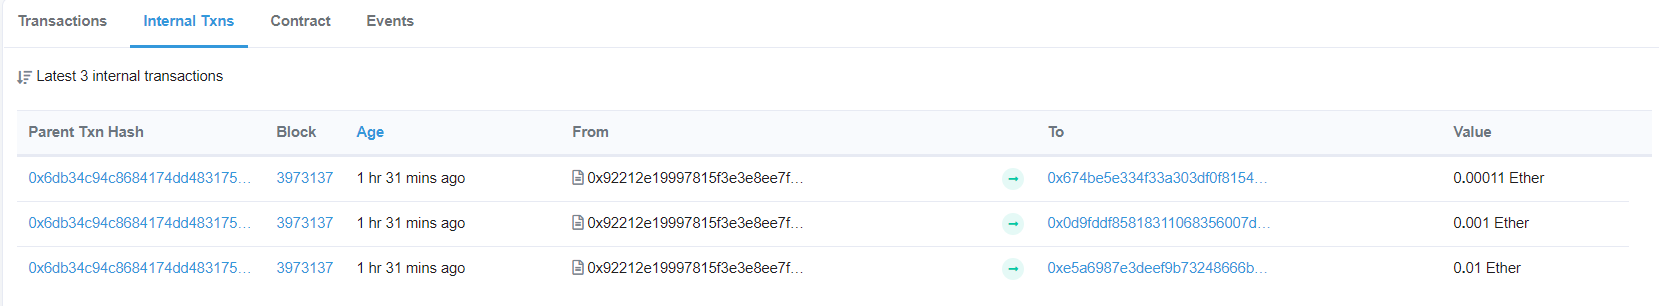 Transactions Internal Txns Contract Events
Latest 3 internal transactions
Parent Txn Hash Block Age From To Value
0x6db34c94c8684174dd483175... 3973137 1 hr 31 mins ago 0x92212e19997815f3e3e8ee7f... 0x674be5e334f33a303df0f8154... 0.00011 Ether
0x6db34c94c8684174dd483175... 3973137 1 hr 31 mins ago 0x92212e19997815f3e3e8ee7f... 0x0d9fddf85818311068356007d... 0.001 Ether
0x6db34c94c8684174dd483175... 3973137 1 hr 31 mins ago 0x92212e19997815f3e3e8ee7f... 0xe5a6987e3deef9b73248666b... 0.01 Ether